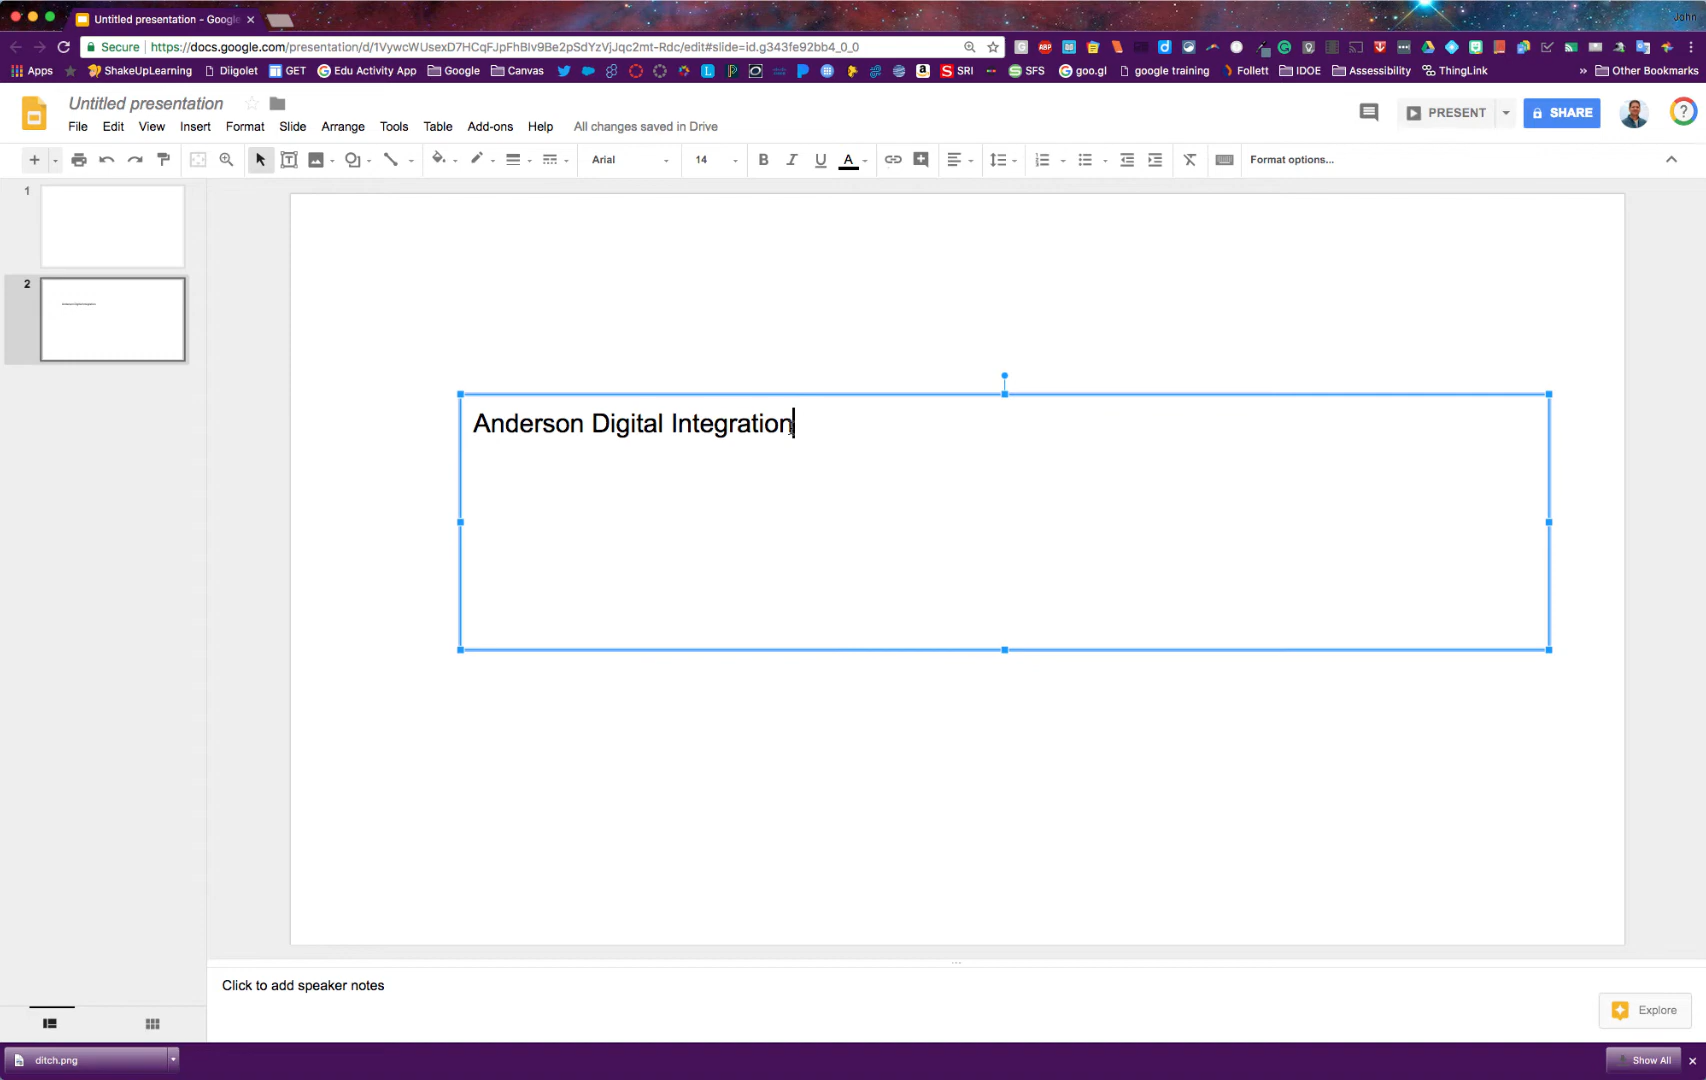 John
Untitled presentation - Google
Secure https://docs.google.com/presentation/d/1VywcWUsexD7HCqFJpFhBlv9Be2pSdYzVjJqc2mt-Rdc/edit#slide=id.g343fe92bb4_0_0
Apps ShakeUpLearning Diigolet GET Edu Activity App Google Canvas SRI SFS goo.gl google training Follett IDOE Assessibility ThingLink » Other Bookmarks
Untitled presentation
PRESENT SHARE
File Edit View Insert Format Slide Arrange Tools Table Add-ons Help All changes saved in Drive
Arial 14 B I U A Format options...
1
2
Anderson Digital Integration
Click to add speaker notes
Explore
ditch.png Show All